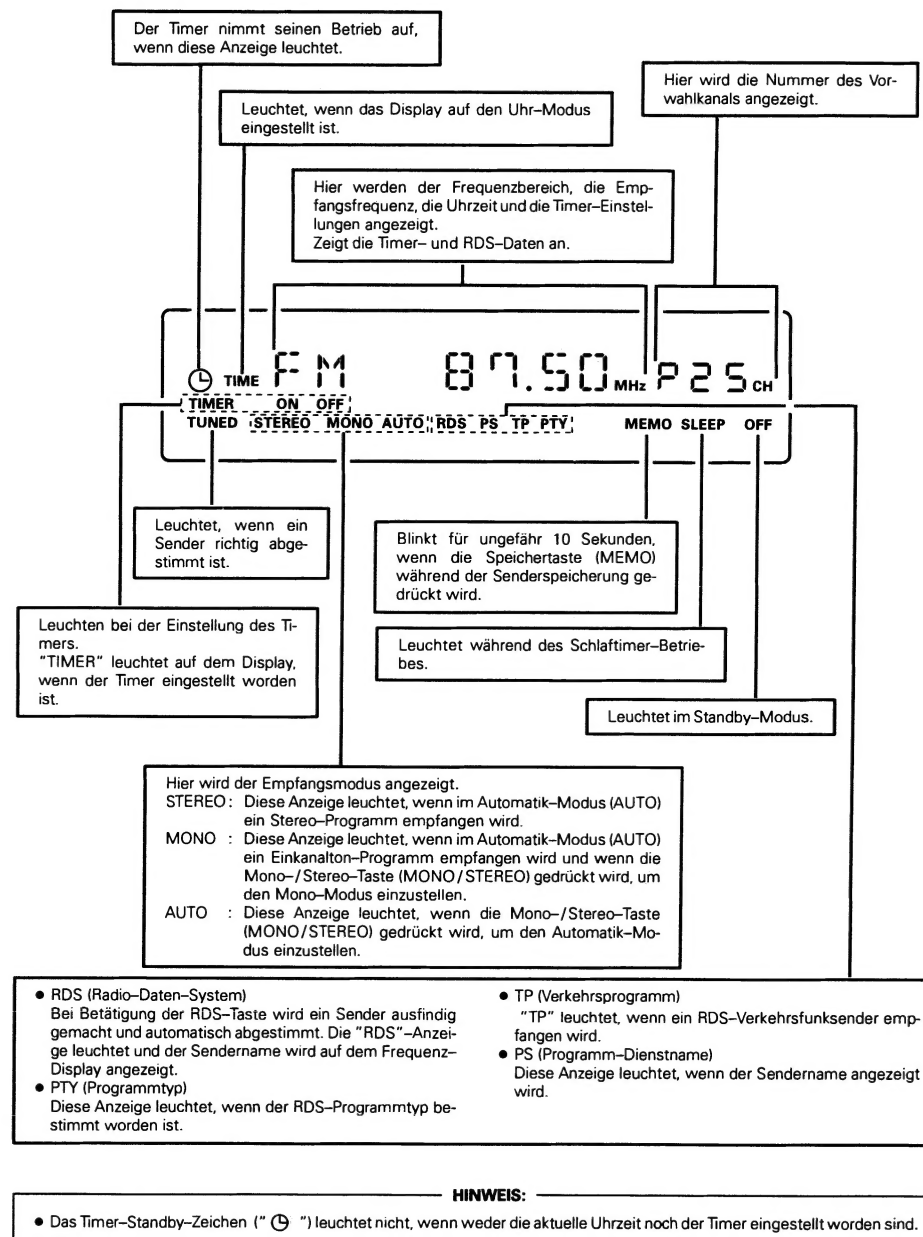 Der Timer nimmt seinen Betrieb auf,
wenn diese Anzeige leuchtet.
Hier wird die Nummer des Vor-
wahlkanals angezeigt.
Leuchtet, wenn das Display auf den Uhr–Modus
eingestellt ist.
Hier werden der Frequenzbereich, die Emp-
fangsfrequenz, die Uhrzeit und die Timer–Einstel-
lungen angezeigt.
Zeigt die Timer– und RDS–Daten an.
TIME FM 87.50 MHz P25 CH
TIMER ON OFF
TUNED STEREO MONO AUTO RDS PS TP PTY MEMO SLEEP OFF
Leuchtet, wenn ein
Sender richtig abge-
stimmt ist.
Blinkt für ungefähr 10 Sekunden,
wenn die Speichertaste (MEMO)
während der Senderspeicherung ge-
drückt wird.
Leuchten bei der Einstellung des Ti-
mers.
"TIMER" leuchtet auf dem Display,
wenn der Timer eingestellt worden
ist.
Leuchtet während des Schlaftimer–Betrie-
bes.
Leuchtet im Standby–Modus.
Hier wird der Empfangsmodus angezeigt.
STEREO : Diese Anzeige leuchtet, wenn im Automatik–Modus (AUTO)
ein Stereo–Programm empfangen wird.
MONO : Diese Anzeige leuchtet, wenn im Automatik–Modus (AUTO)
ein Einkanalton–Programm empfangen wird und wenn die
Mono–/Stereo–Taste (MONO/STEREO) gedrückt wird, um
den Mono–Modus einzustellen.
AUTO : Diese Anzeige leuchtet, wenn die Mono–/Stereo–Taste
(MONO/STEREO) gedrückt wird, um den Automatik–Mo-
dus einzustellen.
● RDS (Radio–Daten–System)
Bei Betätigung der RDS–Taste wird ein Sender ausfindig
gemacht und automatisch abgestimmt. Die "RDS"–Anzei-
ge leuchtet und der Sendername wird auf dem Frequenz–
Display angezeigt.
● PTY (Programmtyp)
Diese Anzeige leuchtet, wenn der RDS–Programmtyp be-
stimmt worden ist.
● TP (Verkehrsprogramm)
"TP" leuchtet, wenn ein RDS–Verkehrsfunksender emp-
fangen wird.
● PS (Programm–Dienstname)
Diese Anzeige leuchtet, wenn der Sendername angezeigt
wird.
HINWEIS:
● Das Timer–Standby–Zeichen (" ") leuchtet nicht, wenn weder die aktuelle Uhrzeit noch der Timer eingestellt worden sind.